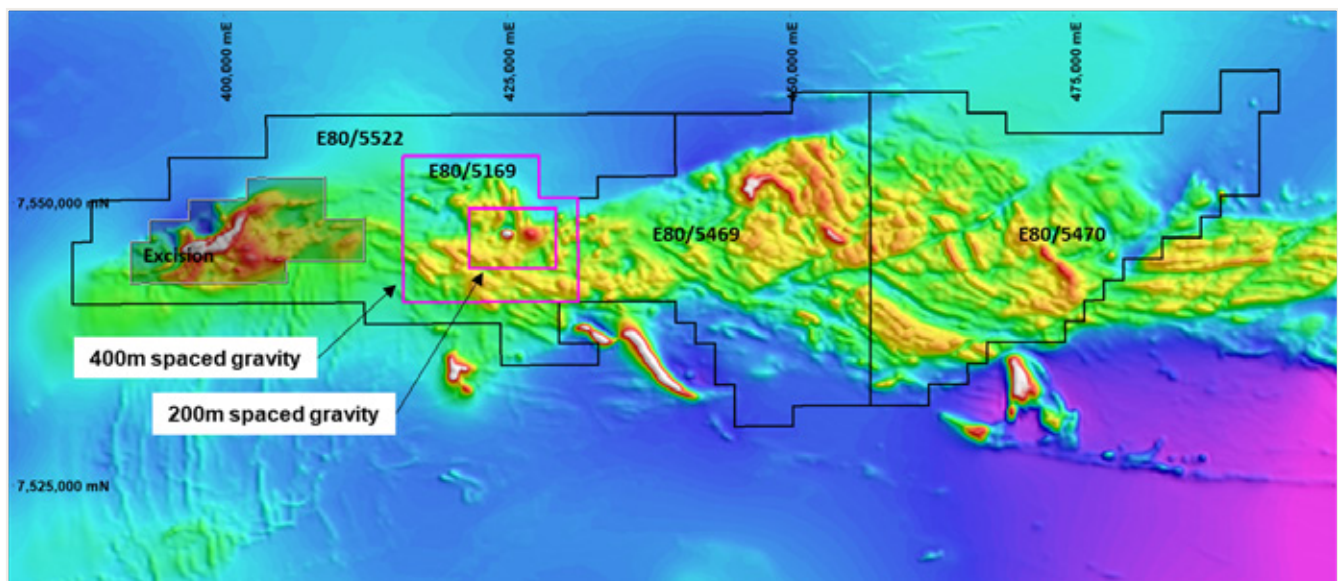 400,000 mE
425,000 mE
450,000 mE
475,000 mE
E80/5522
E80/5169
7,550,000 mN
E80/5469
E80/5470
Excision
400m spaced gravity
200m spaced gravity
7,525,000 mN